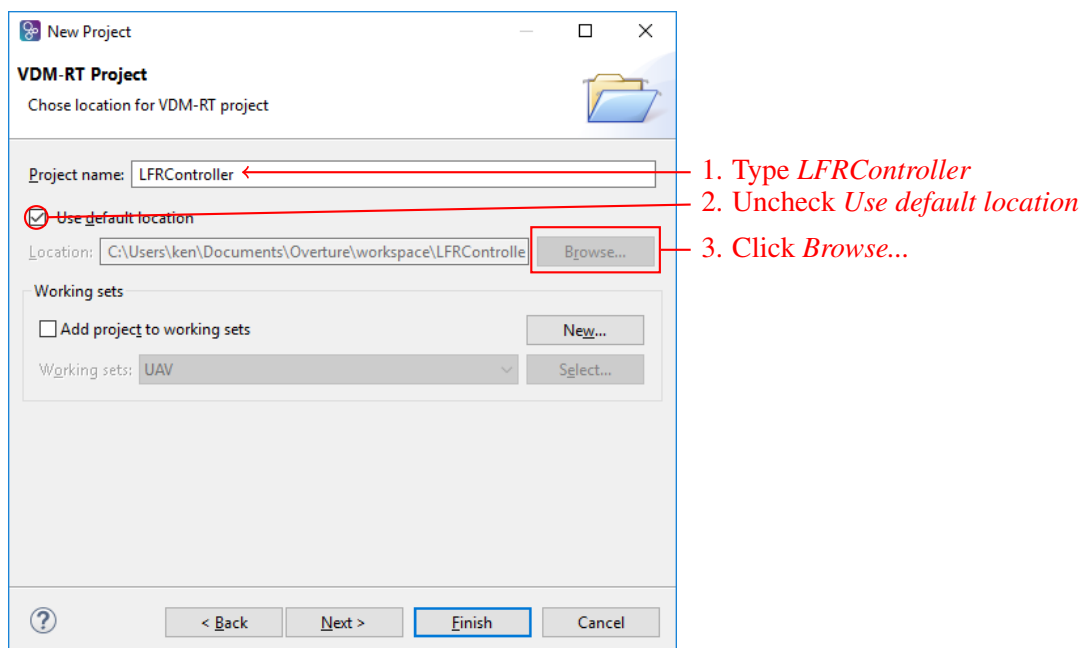 New Project
VDM-RT Project
Chose location for VDM-RT project
Project name: LFRController
1. Type LFRController
Use default location
2. Uncheck Use default location
Location: C:\Users\ken\Documents\Overture\workspace\LFRControlle Browse...
3. Click Browse...
Working sets
Add project to working sets New...
Working sets: UAV Select...
? < Back Next > Finish Cancel